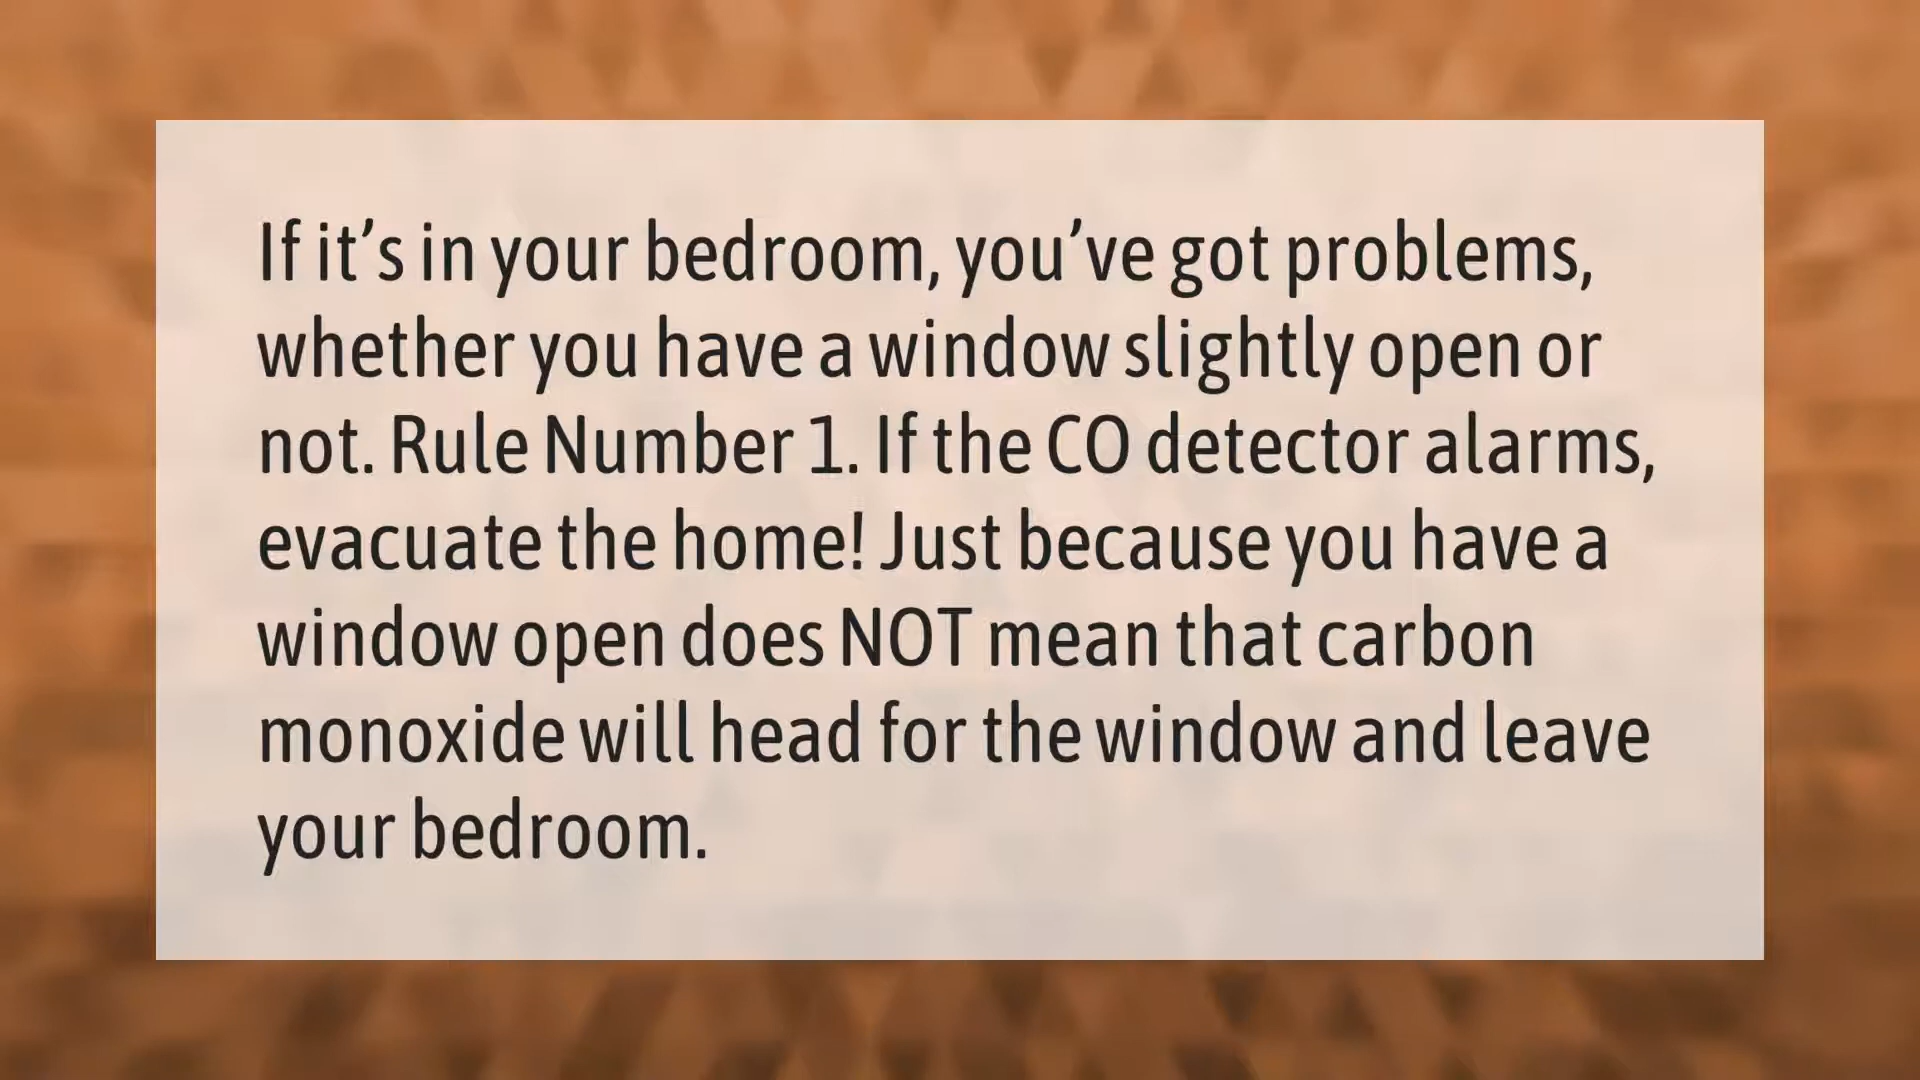 If it’s in your bedroom, you’ve got problems,
whether you have a window slightly open or
not. Rule Number 1. If the CO detector alarms,
evacuate the home! Just because you have a
window open does NOT mean that carbon
monoxide will head for the window and leave
your bedroom.